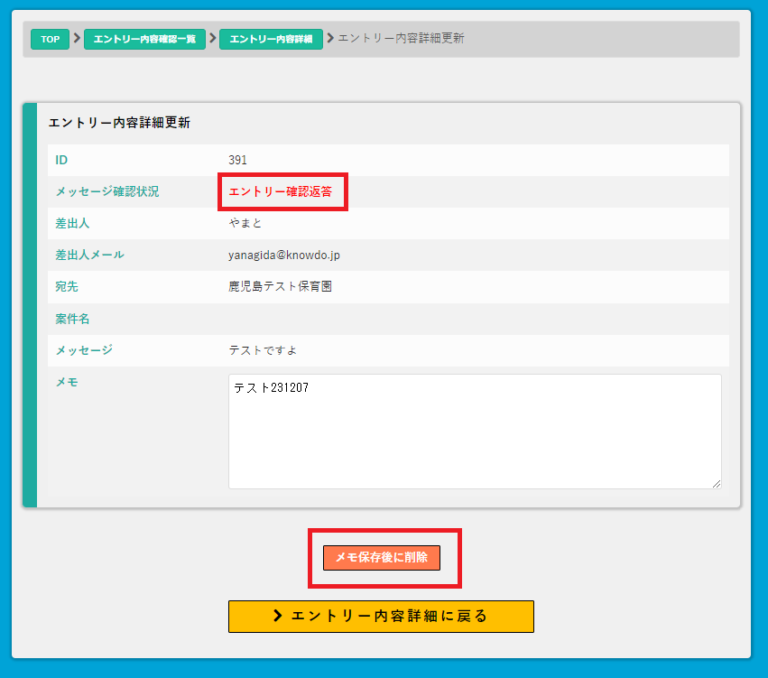 TOP エントリー内容確認一覧 エントリー内容詳細 エントリー内容詳細更新
エントリー内容詳細更新
ID 391
メッセージ確認状況 エントリー確認返答
差出人 やまと
差出人メール yanagida@knowdo.jp
宛先 鹿児島テスト保育園
案件名
メッセージ テストですよ
メモ テスト231207
メモ保存後に削除
エントリー内容詳細に戻る